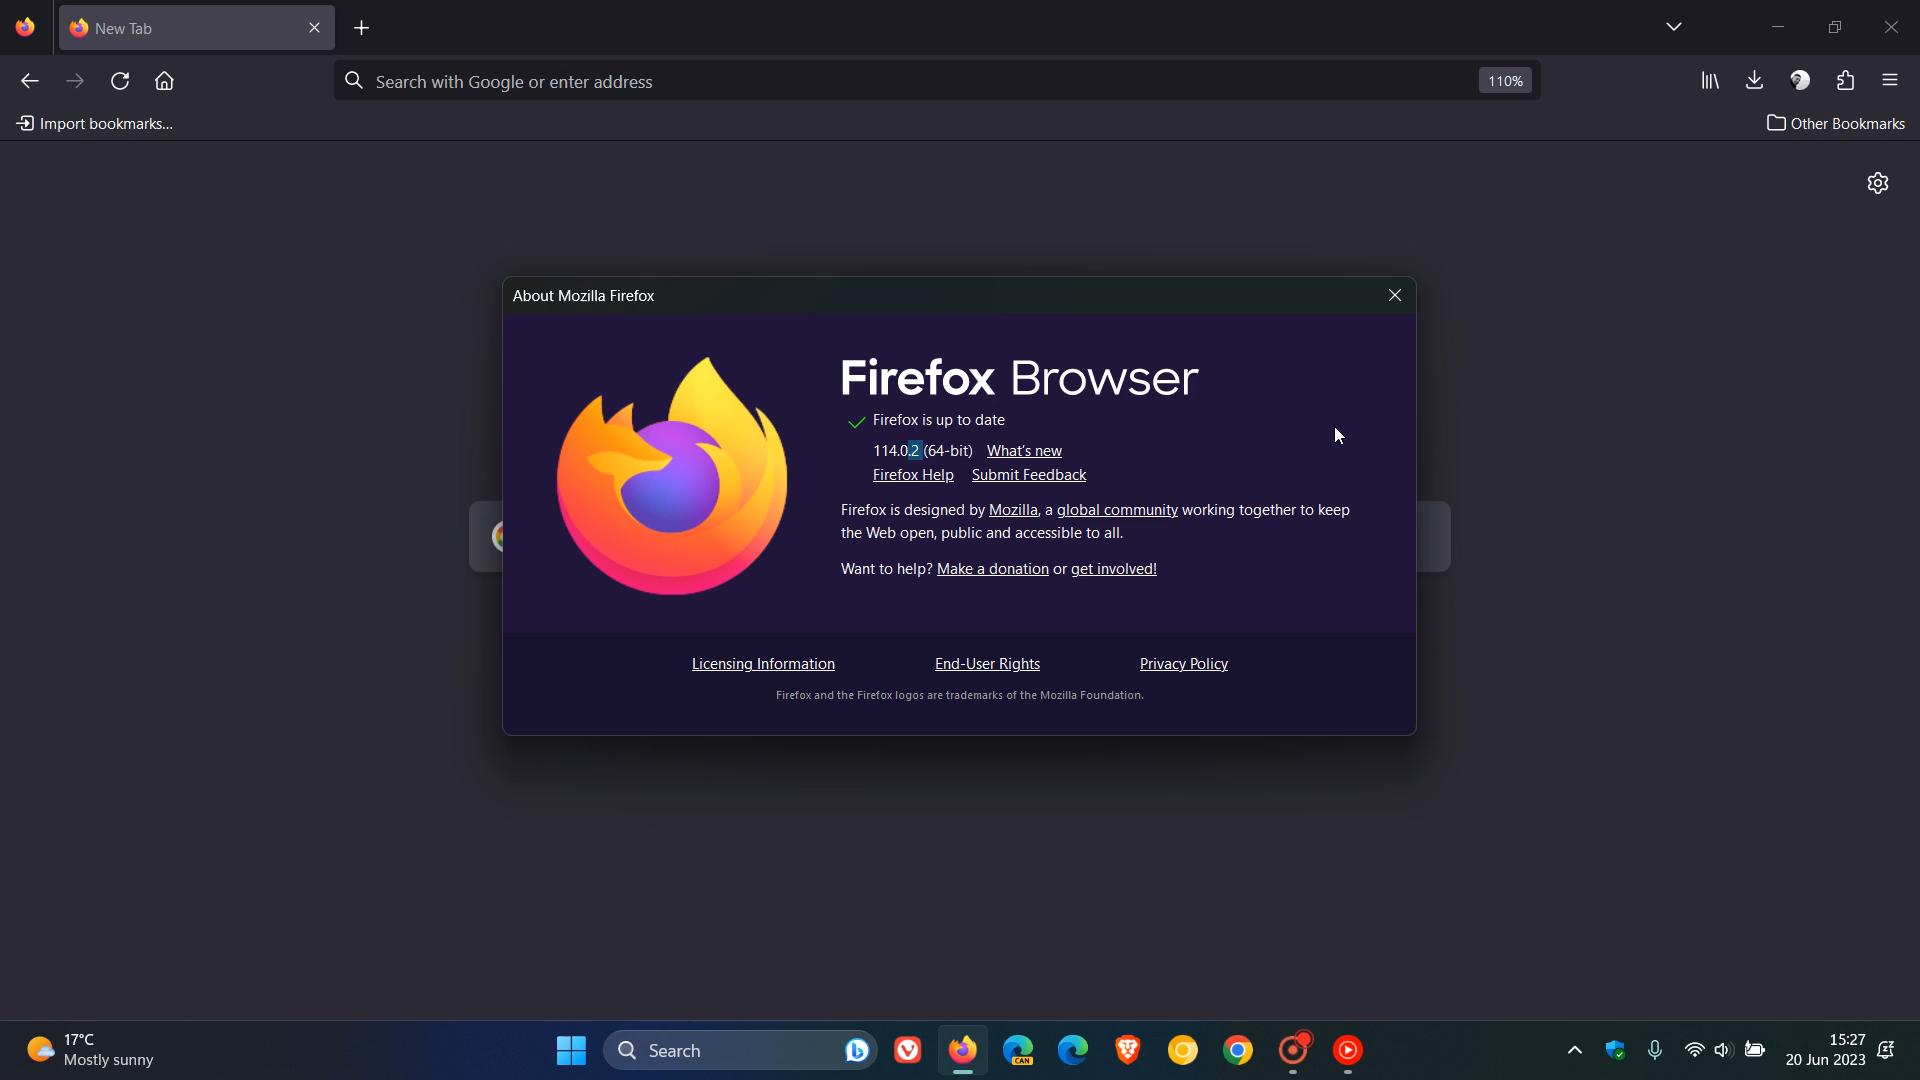 New Tab
Search with Google or enter address
110%
Import bookmarks...
Other Bookmarks
About Mozilla Firefox
Firefox Browser
Firefox is up to date
114.0.2 (64-bit) What's new
Firefox Help Submit Feedback
Firefox is designed by Mozilla, a global community working together to keep
the Web open, public and accessible to all.
Want to help? Make a donation or get involved!
Licensing Information End-User Rights Privacy Policy
Firefox and the Firefox logos are trademarks of the Mozilla Foundation.
17°C
Mostly sunny
Search
CAN
15:27
20 Jun 2023